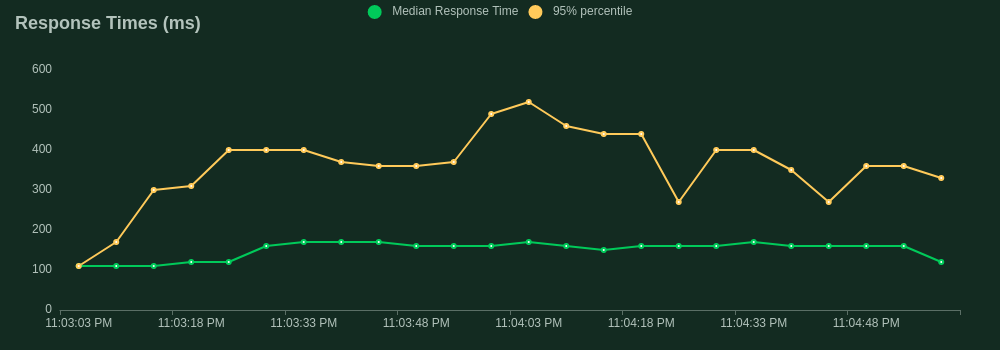 Response Times (ms)
Median Response Time
95% percentile
600
500
400
300
200
100
0
11:03:03 PM
11:03:18 PM
11:03:33 PM
11:03:48 PM
11:04:03 PM
11:04:18 PM
11:04:33 PM
11:04:48 PM